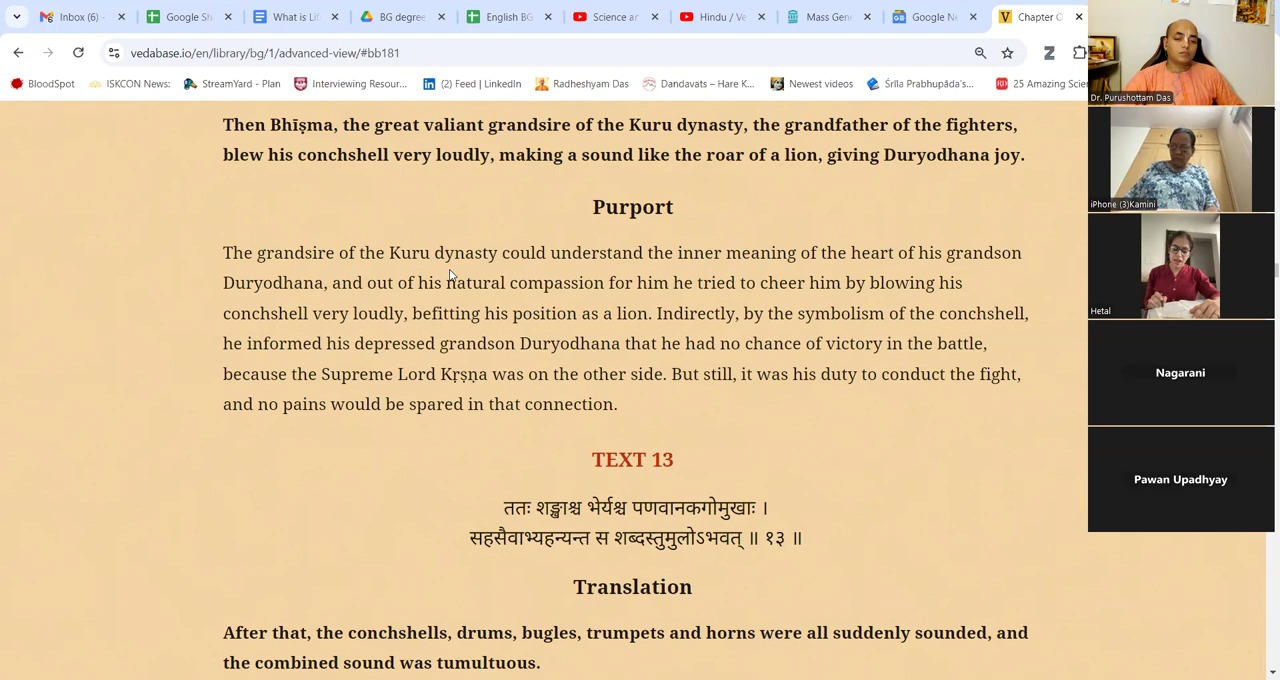 Inbox (6) -
Google Sh
What is Lif
BG degree
English BG
Science ar
Hindu / Ve
Mass Gen
Google Ne
Chapter O
vedabase.io/en/library/bg/1/advanced-view/#bb181
BloodSpot
ISKCON News:
StreamYard - Plan
Interviewing Resour...
(2) Feed | LinkedIn
Radheshyam Das
Dandavats – Hare K...
Newest videos
Śrīla Prabhupāda's...
25 Amazing Scien
Then Bhīṣma, the great valiant grandsire of the Kuru dynasty, the grandfather of the fighters,
blew his conchshell very loudly, making a sound like the roar of a lion, giving Duryodhana joy.
Purport
The grandsire of the Kuru dynasty could understand the inner meaning of the heart of his grandson
Duryodhana, and out of his natural compassion for him he tried to cheer him by blowing his
conchshell very loudly, befitting his position as a lion. Indirectly, by the symbolism of the conchshell,
he informed his depressed grandson Duryodhana that he had no chance of victory in the battle,
because the Supreme Lord Kṛṣṇa was on the other side. But still, it was his duty to conduct the fight,
and no pains would be spared in that connection.
TEXT 13
ततः शङ्खाश्च भेर्यश्च पणवानकगोमुखाः ।
सहसैवाभ्यहन्यन्त स शब्दस्तुमुलोऽभवत् ॥ १३ ॥
Translation
After that, the conchshells, drums, bugles, trumpets and horns were all suddenly sounded, and
the combined sound was tumultuous.
Dr. Purushottam Das
iPhone (3)Kamini
Hetal
Nagarani
Pawan Upadhyay